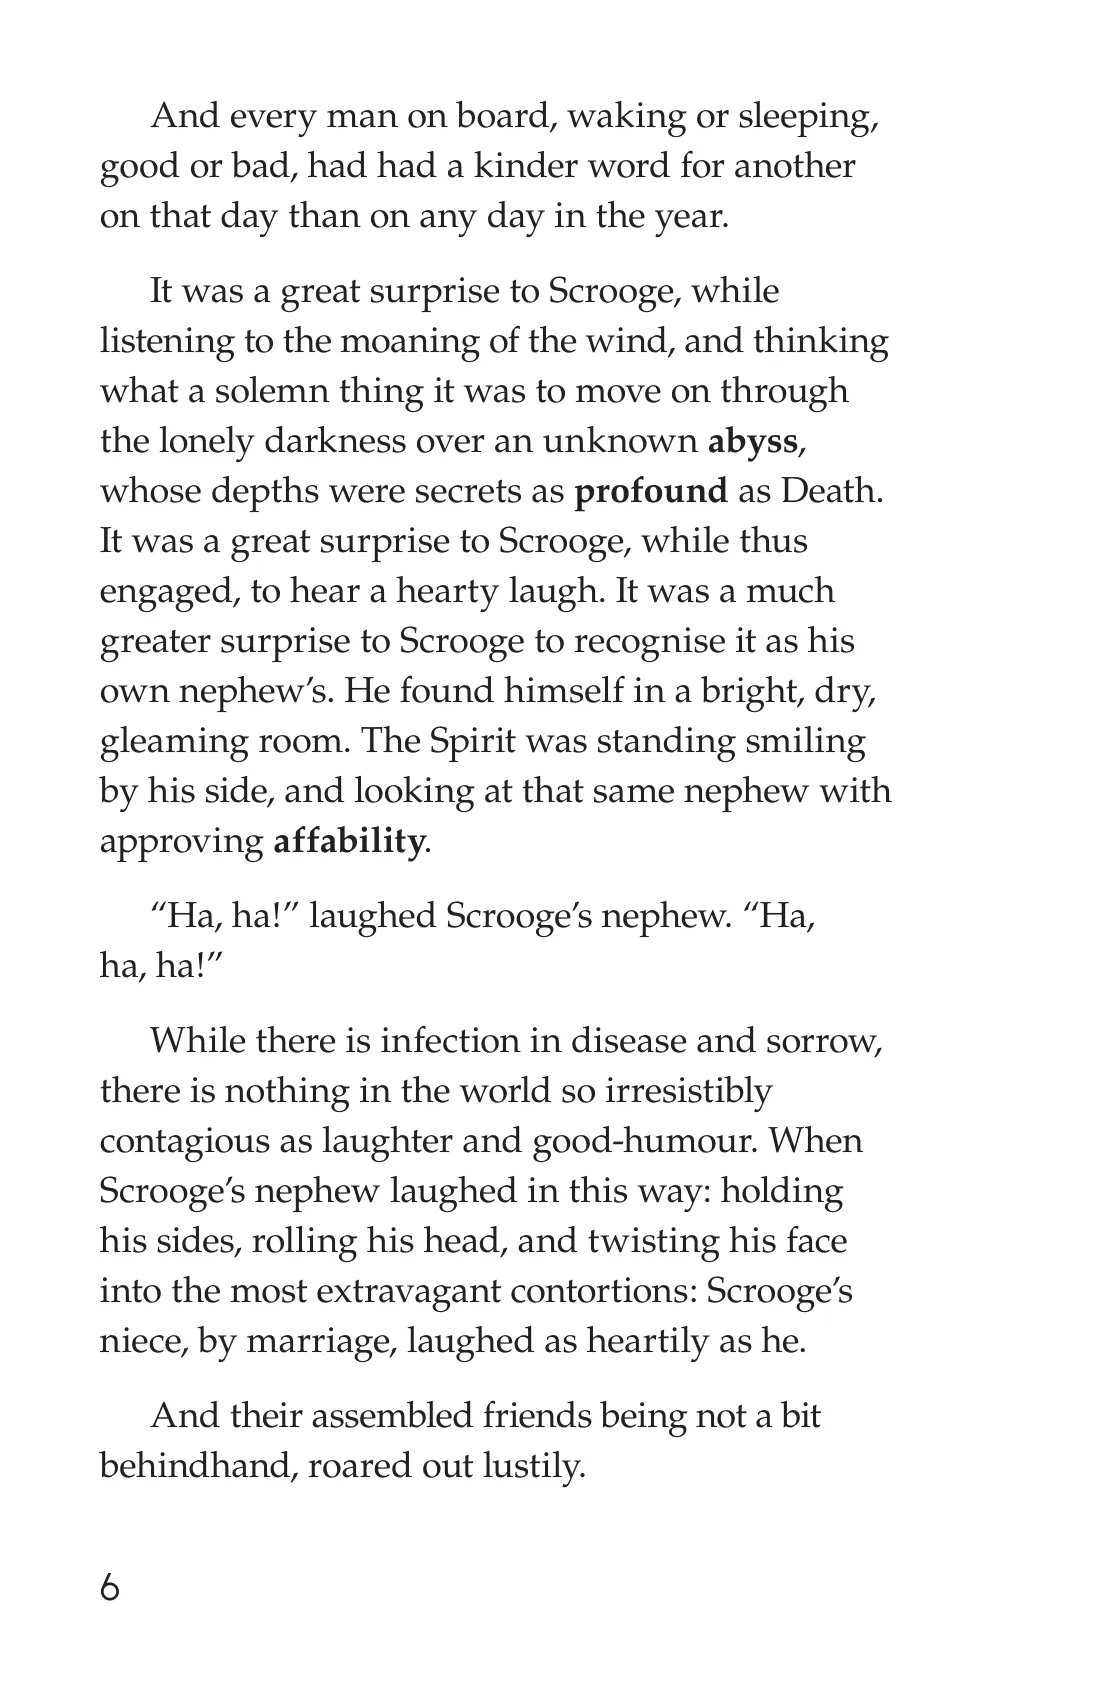 And every man on board, waking or sleeping,
good or bad, had had a kinder word for another
on that day than on any day in the year.
It was a great surprise to Scrooge, while
listening to the moaning of the wind, and thinking
what a solemn thing it was to move on through
the lonely darkness over an unknown abyss,
whose depths were secrets as profound as Death.
It was a great surprise to Scrooge, while thus
engaged, to hear a hearty laugh. It was a much
greater surprise to Scrooge to recognise it as his
own nephew’s. He found himself in a bright, dry,
gleaming room. The Spirit was standing smiling
by his side, and looking at that same nephew with
approving affability.
“Ha, ha!” laughed Scrooge’s nephew. “Ha,
ha, ha!”
While there is infection in disease and sorrow,
there is nothing in the world so irresistibly
contagious as laughter and good-humour. When
Scrooge’s nephew laughed in this way: holding
his sides, rolling his head, and twisting his face
into the most extravagant contortions: Scrooge’s
niece, by marriage, laughed as heartily as he.
And their assembled friends being not a bit
behindhand, roared out lustily.
6